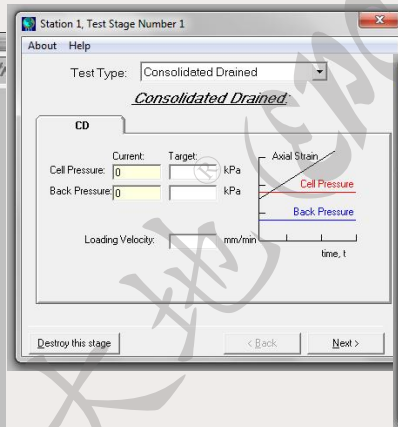 Station 1, Test Stage Number 1
About Help
Test Type: Consolidated Drained
Consolidated Drained:
CD
Current: Target:
Cell Pressure: 0 kPa
Back Pressure: 0 kPa
Loading Velocity: mm/min
Axial Strain
Cell Pressure
Back Pressure
time, t
Destroy this stage < Back Next >
大地
®